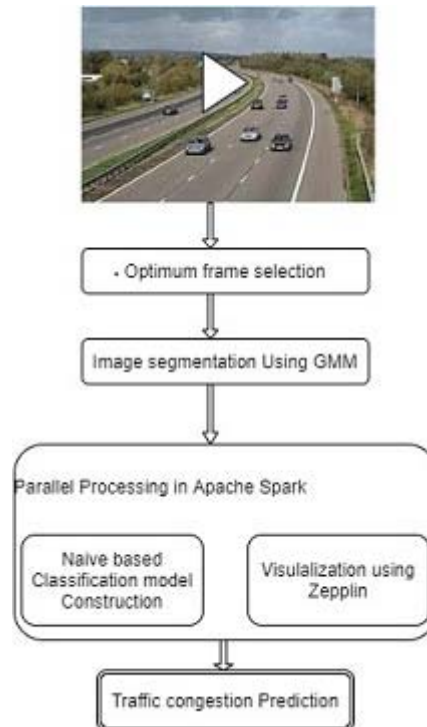 . Optimum frame selection
Image segmentation Using GMM
Parallel Processing in Apache Spark
Naive based
Classification model
Construction
Visulalization using
Zepplin
Traffic congestion Prediction